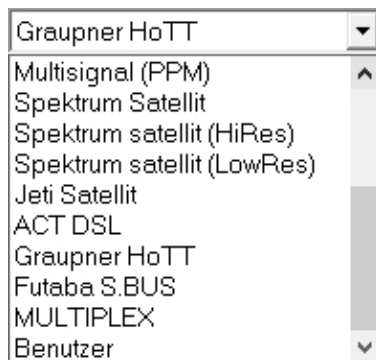 Graupner HoTT
Multisignal (PPM)
Spektrum Satellit
Spektrum satellit (HiRes)
Spektrum satellit (LowRes)
Jeti Satellit
ACT DSL
Graupner HoTT
Futaba S.BUS
MULTIPLEX
Benutzer